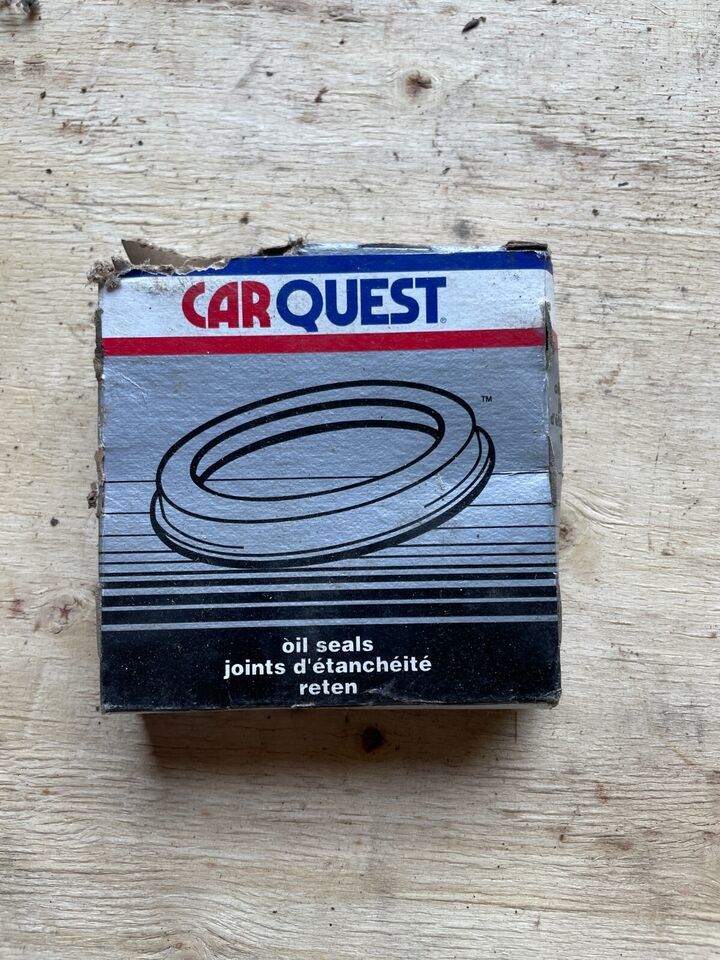 CARQUEST®
TM
oil seals
joints d'étanchéité
reten